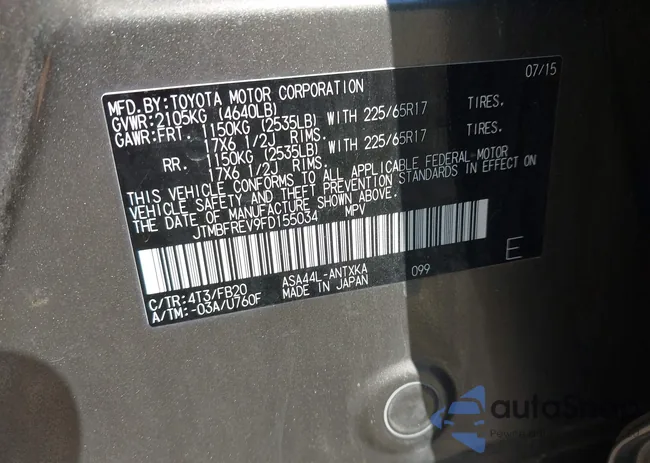 07/15
MFD.BY:TOYOTA MOTOR CORPORATION
GVWR:2105KG (4640LB)
GAWR:FRT. 1150KG (2535LB) WITH 225/65R17 TIRES.
17X6 1/2J RIMS.
RR. 1150KG (2535LB) WITH 225/65R17 TIRES.
17X6 1/2J RIMS.
THIS VEHICLE CONFORMS TO ALL APPLICABLE FEDERAL MOTOR
VEHICLE SAFETY AND THEFT PREVENTION STANDARDS IN EFFECT ON
THE DATE OF MANUFACTURE SHOWN ABOVE.
JTMBFREV9FD155034 MPV
E
C/TR:4T3/FB20 ASA44L-ANTXKA 099
A/TM:-03A/U760F MADE IN JAPAN